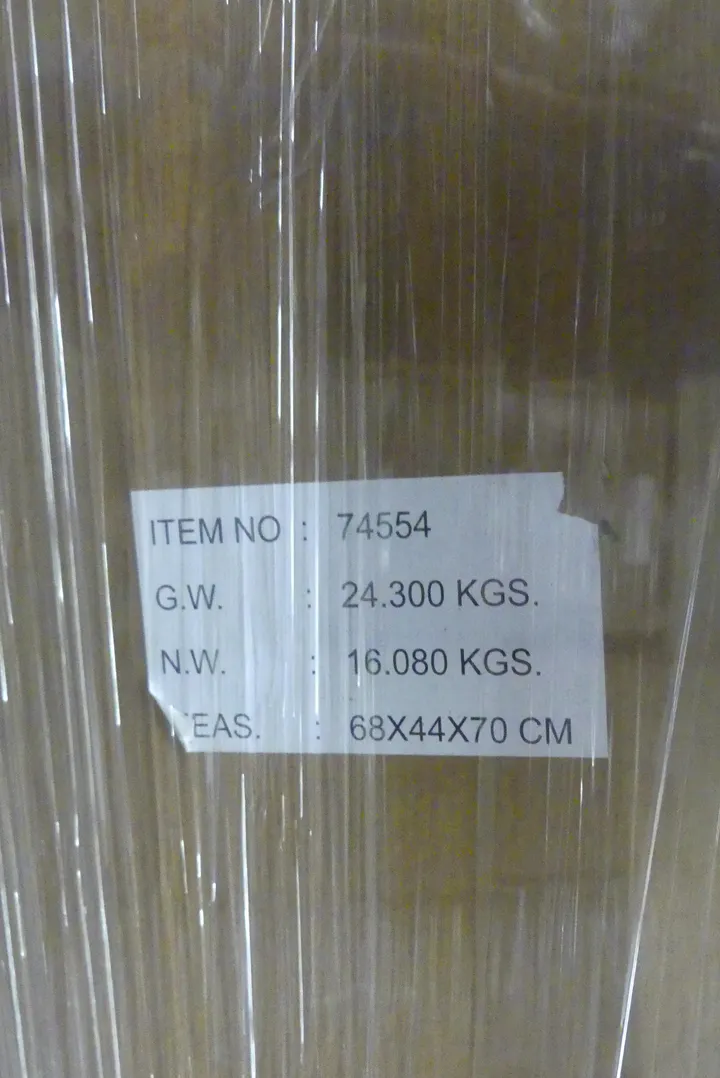 ITEM NO : 74554
G.W. : 24.300 KGS.
N.W. : 16.080 KGS.
EAS. : 68X44X70 CM